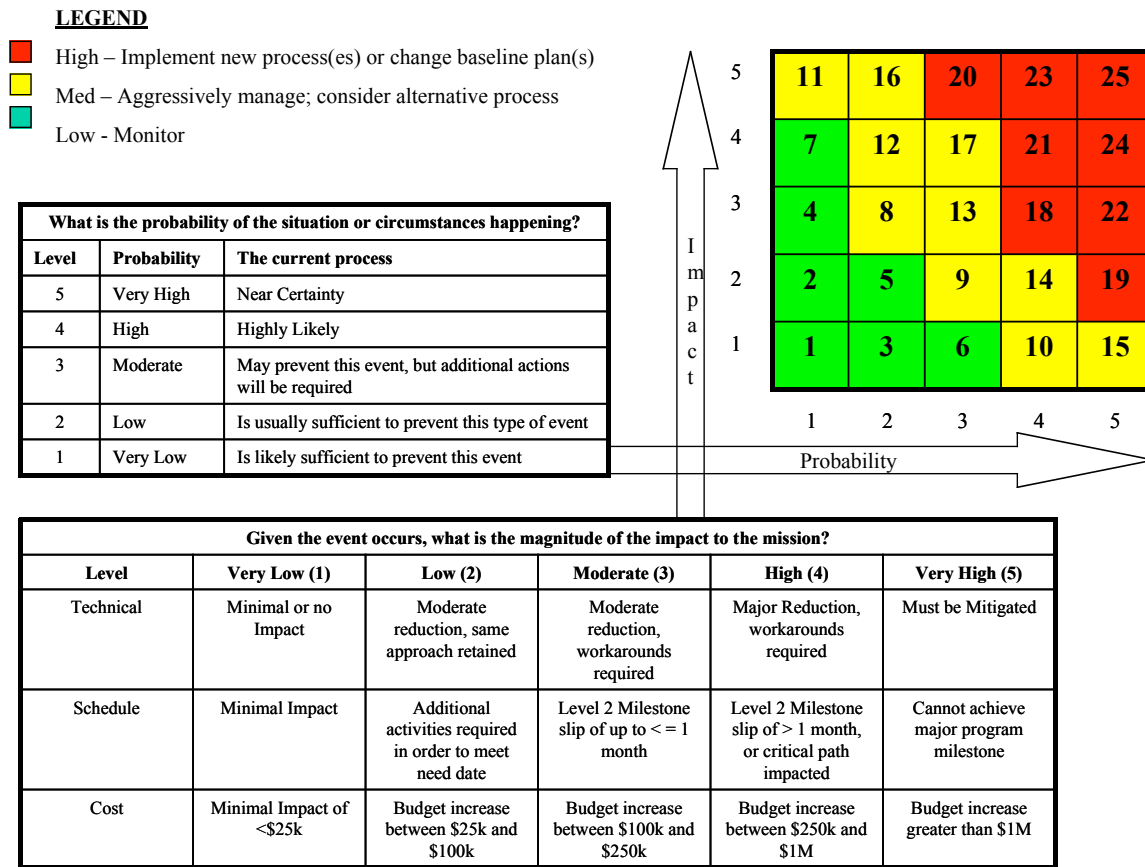 LEGEND
High – Implement new process(es) or change baseline plan(s)
Med – Aggressively manage; consider alternative process
Low - Monitor
5 11 16 20 23 25
4 7 12 17 21 24
3 4 8 13 18 22
2 2 5 9 14 19
1 1 3 6 10 15
1 2 3 4 5
Impact
Probability
What is the probability of the situation or circumstances happening?
Level Probability The current process
5 Very High Near Certainty
4 High Highly Likely
3 Moderate May prevent this event, but additional actions
will be required
2 Low Is usually sufficient to prevent this type of event
1 Very Low Is likely sufficient to prevent this event
Given the event occurs, what is the magnitude of the impact to the mission?
Level Very Low (1) Low (2) Moderate (3) High (4) Very High (5)
Technical
Minimal or no
Impact
Moderate
reduction, same
approach retained
Moderate
reduction,
workarounds
required
Major Reduction,
workarounds
required
Must be Mitigated
Schedule
Minimal Impact
Additional
activities required
in order to meet
need date
Level 2 Milestone
slip of up to < = 1
month
Level 2 Milestone
slip of > 1 month,
or critical path
impacted
Cannot achieve
major program
milestone
Cost
Minimal Impact of
<$25k
Budget increase
between $25k and
$100k
Budget increase
between $100k and
$250k
Budget increase
between $250k and
$1M
Budget increase
greater than $1M